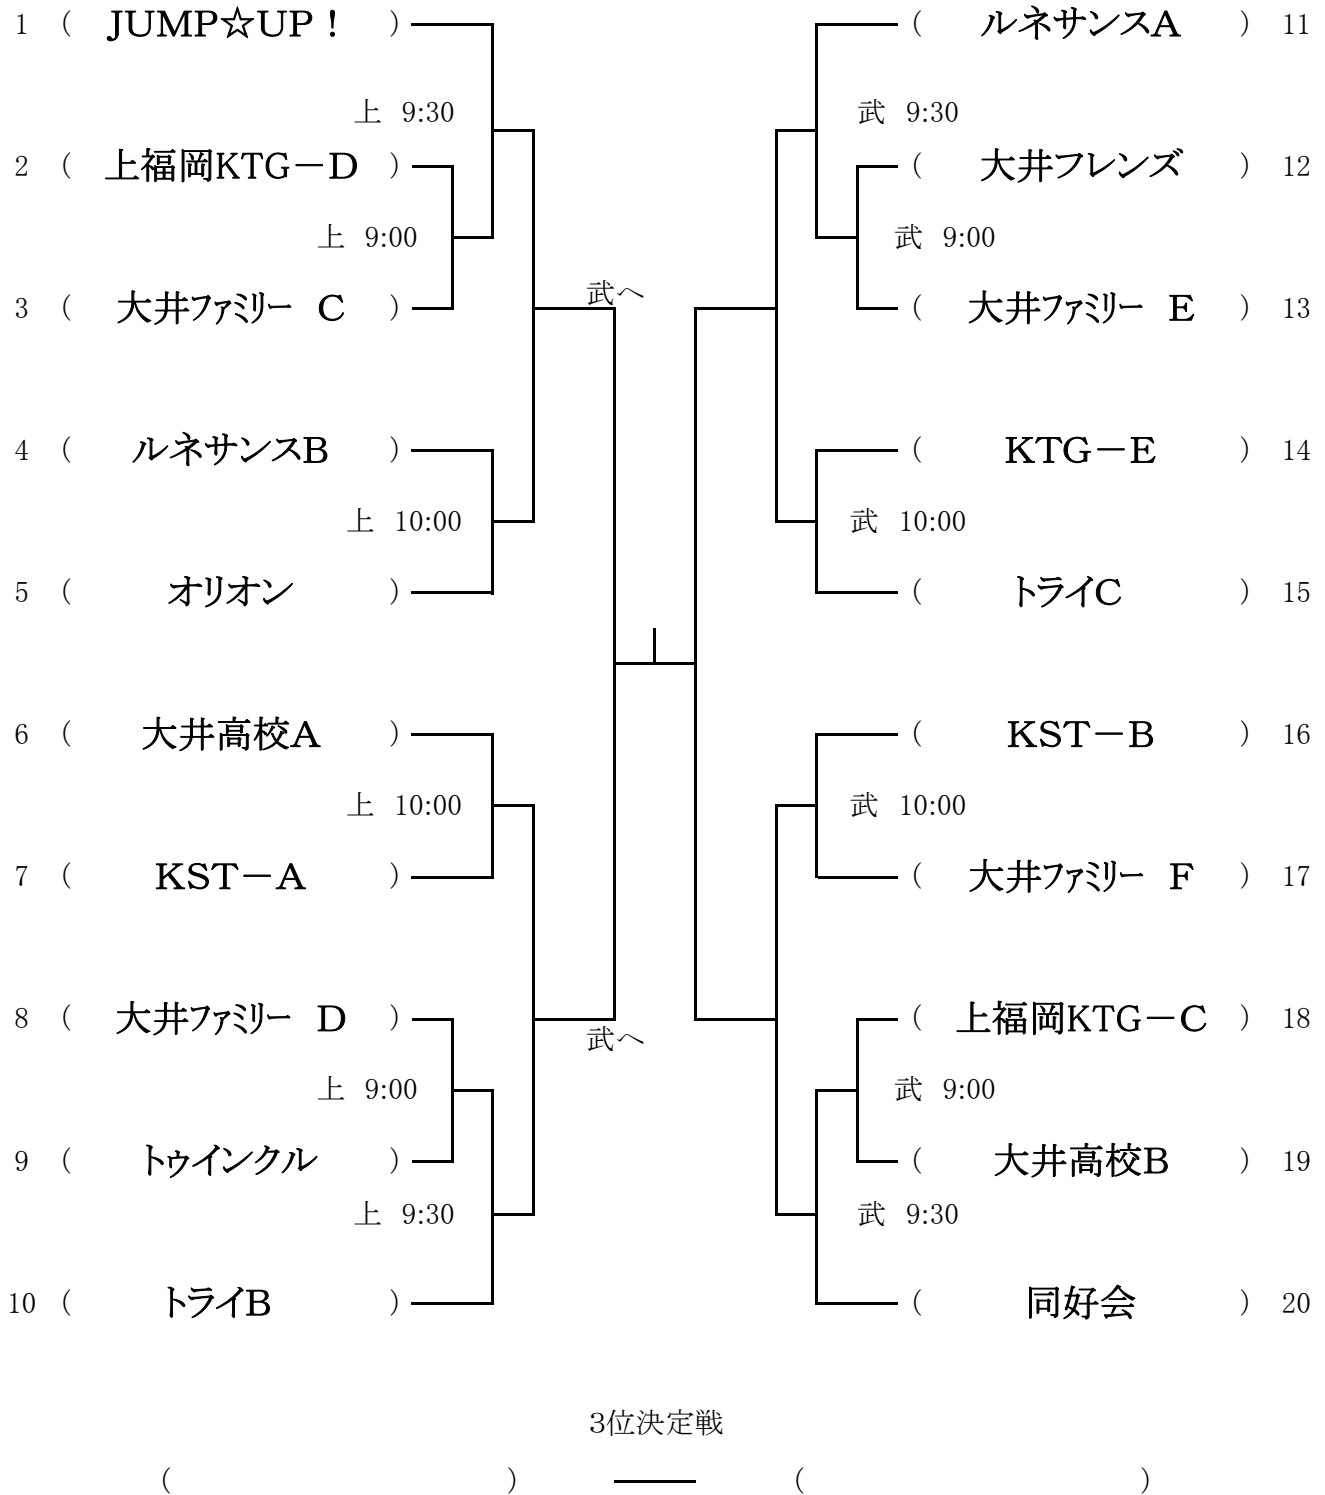 1 ( JUMP☆UP！ ) ( ルネサンスA ) 11
上 9:30 武 9:30
2 ( 上福岡KTG－D ) ( 大井フレンズ ) 12
上 9:00 武 9:00
武へ
3 ( 大井ファミリー C ) ( 大井ファミリー E ) 13
4 ( ルネサンスB ) ( KTG－E ) 14
上 10:00 武 10:00
5 ( オリオン ) ( トライC ) 15
6 ( 大井高校A ) ( KST－B ) 16
上 10:00 武 10:00
7 ( KST－A ) ( 大井ファミリー F ) 17
8 ( 大井ファミリー D ) ( 上福岡KTG－C ) 18
武へ
上 9:00 武 9:00
9 ( トゥインクル ) ( 大井高校B ) 19
上 9:30 武 9:30
10 ( トライB ) ( 同好会 ) 20
3位決定戦
( ) ( )